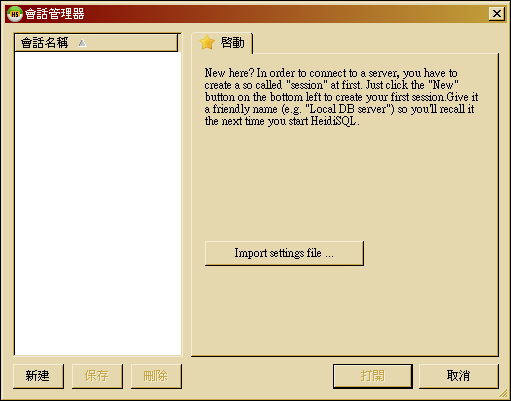 HS 會話管理器
會話名稱
啓動
New here? In order to connect to a server, you have to
create a so called "session" at first. Just click the "New"
button on the bottom left to create your first session.Give it
a friendly name (e.g. "Local DB server") so you'll recall it
the next time you start HeidiSQL.
Import settings file ...
新建 保存 刪除 打開 取消